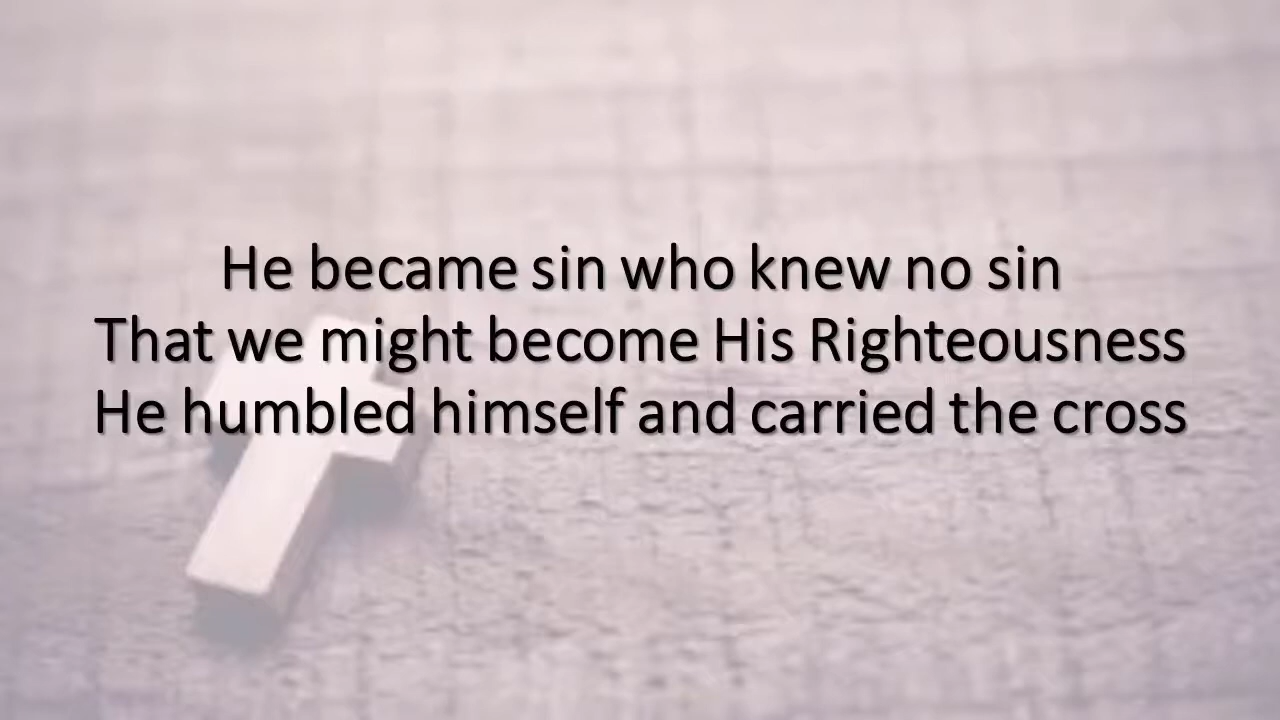 He became sin who knew no sin
That we might become His Righteousness
He humbled himself and carried the cross